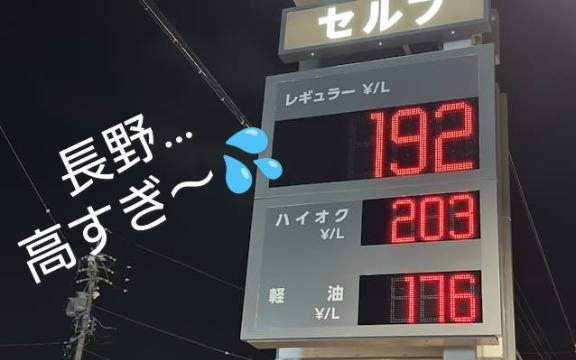 セルフ
レギュラー ¥/L
192
長野…
高すぎ〜💦
ハイオク
¥/L
203
軽油
¥/L
176